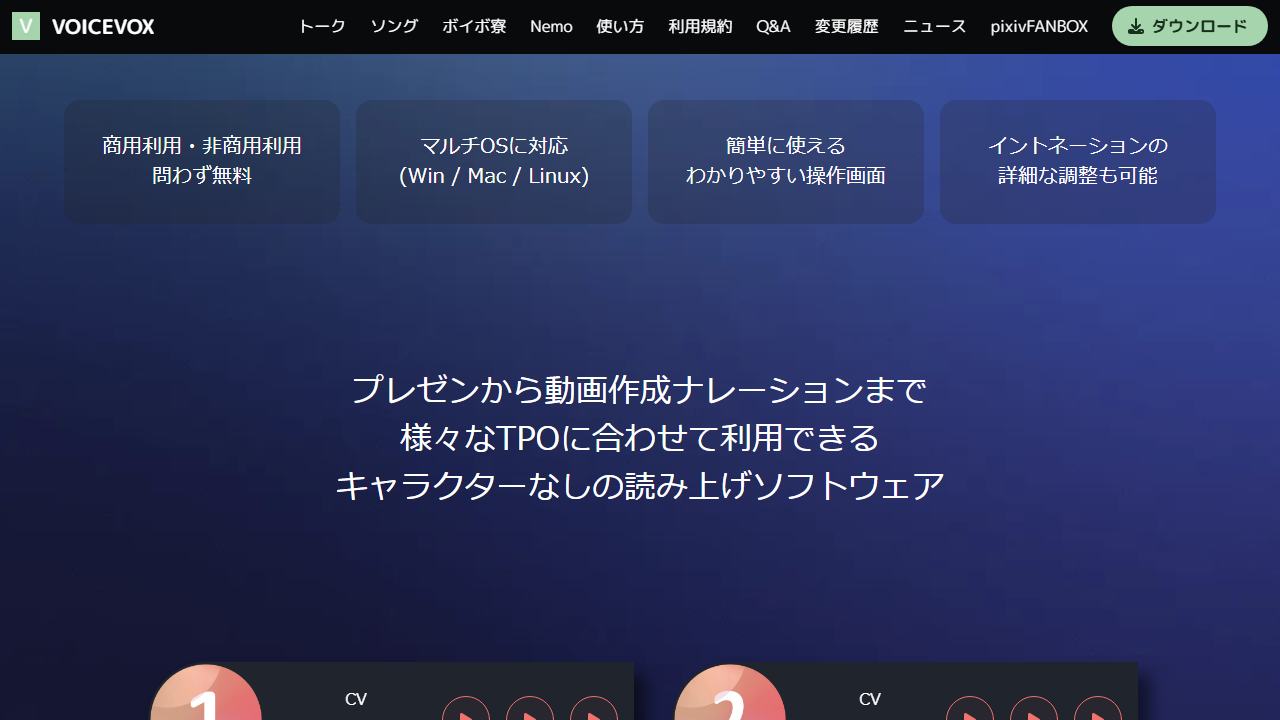 V VOICEVOX トーク ソング ボイボ寮 Nemo 使い方 利用規約 Q&A 変更履歴 ニュース pixivFANBOX ダウンロード
商用利用・非商用利用
問わず無料
マルチOSに対応
(Win / Mac / Linux)
簡単に使える
わかりやすい操作画面
イントネーションの
詳細な調整も可能
プレゼンから動画作成ナレーションまで
様々なTPOに合わせて利用できる
キャラクターなしの読み上げソフトウェア
1 CV
2 CV